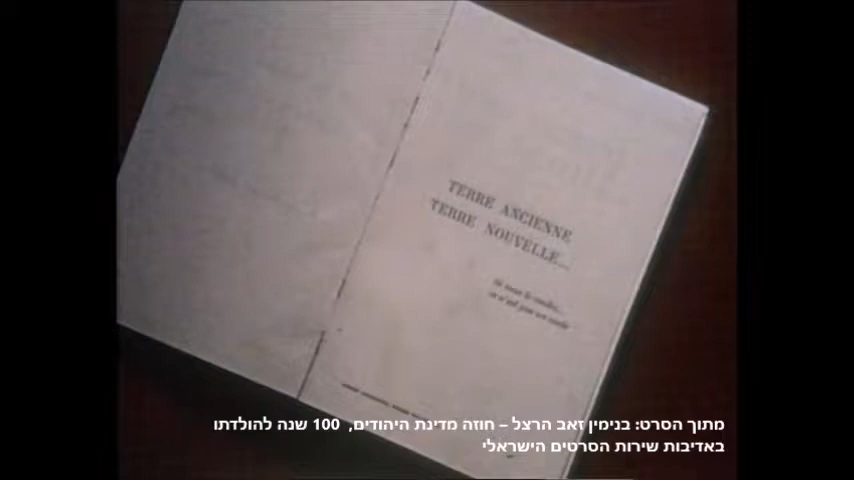 TERRE ANCIENNE
TERRE NOUVELLE...
מתוך הסרט: בנימין זאב הרצל – חוזה מדינת היהודים, 100 שנה להולדתו
באדיבות שירות הסרטים הישראלי